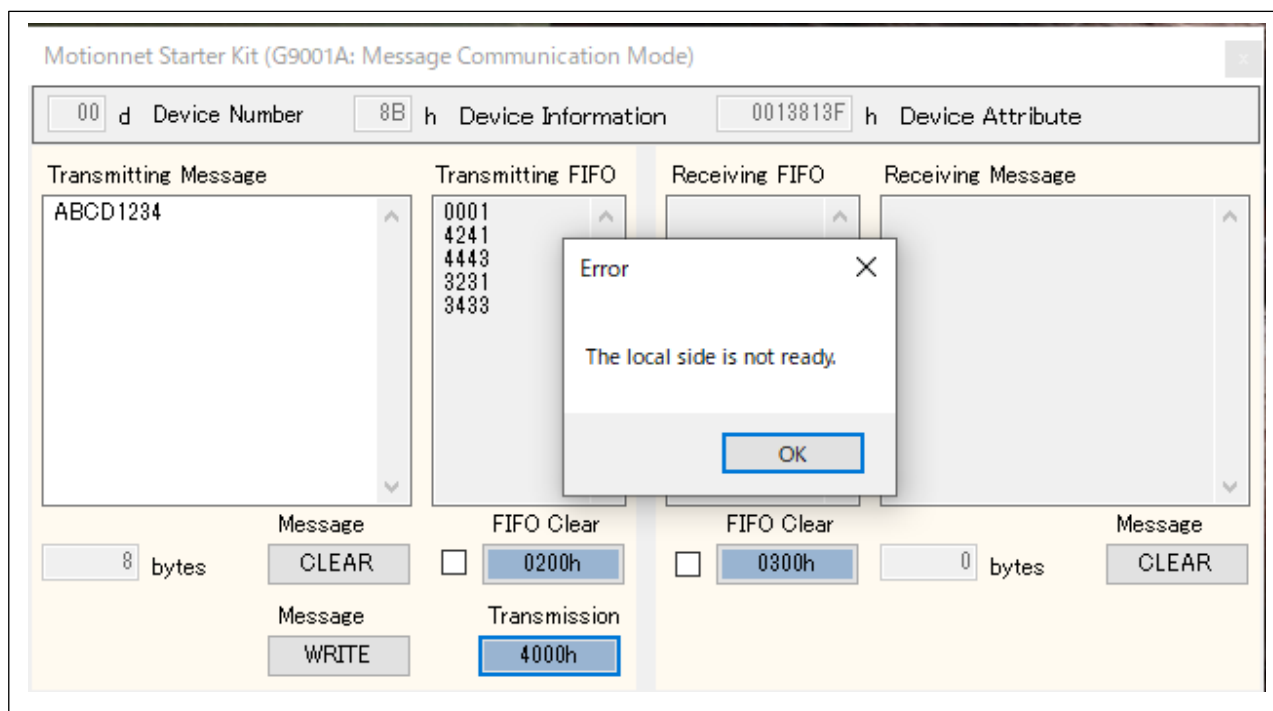 Motionnet Starter Kit (G9001A: Message Communication Mode)
00 d Device Number 8B h Device Information 0013813F h Device Attribute
Transmitting Message Transmitting FIFO Receiving FIFO Receiving Message
ABCD1234
0001
4241
4443
3231
3433
Error
The local side is not ready.
OK
Message FIFO Clear FIFO Clear Message
8 bytes CLEAR 0200h 0300h 0 bytes CLEAR
Message Transmission
WRITE 4000h